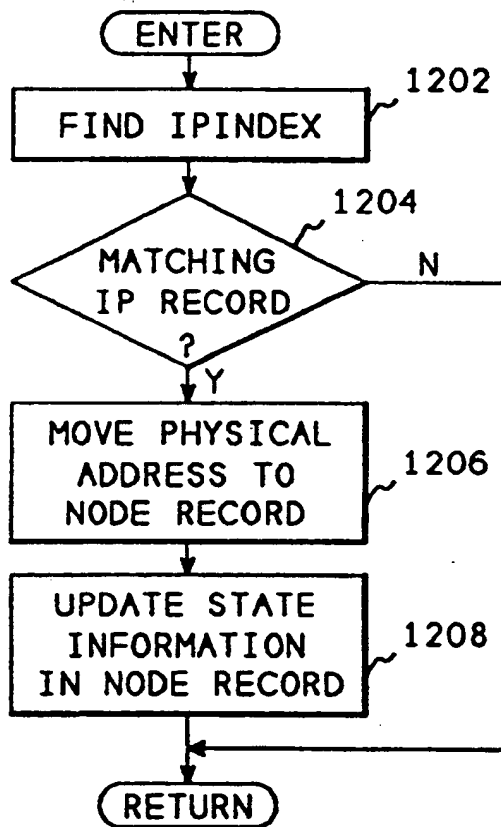 ENTER
1202
FIND IPINDEX
1204
MATCHING
IP RECORD
?
N
Y
MOVE PHYSICAL
ADDRESS TO
NODE RECORD
1206
UPDATE STATE
INFORMATION
IN NODE RECORD
1208
RETURN